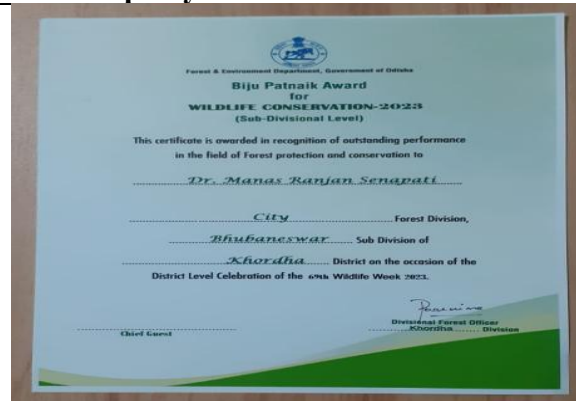 Forest & Environment Department, Government of Odisha
Biju Patnaik Award
for
WILDLIFE CONSERVATION-2023
(Sub-Divisional Level)
This certificate is awarded in recognition of outstanding performance
in the field of Forest protection and conservation to
Dr. Manas Ranjan Senapati
City Forest Division,
Bhubaneswar Sub Division of
Khordha District on the occasion of the
District Level Celebration of the 69th Wildlife Week 2023.
Chief Guest
Divisional Forest Officer
Khordha Division